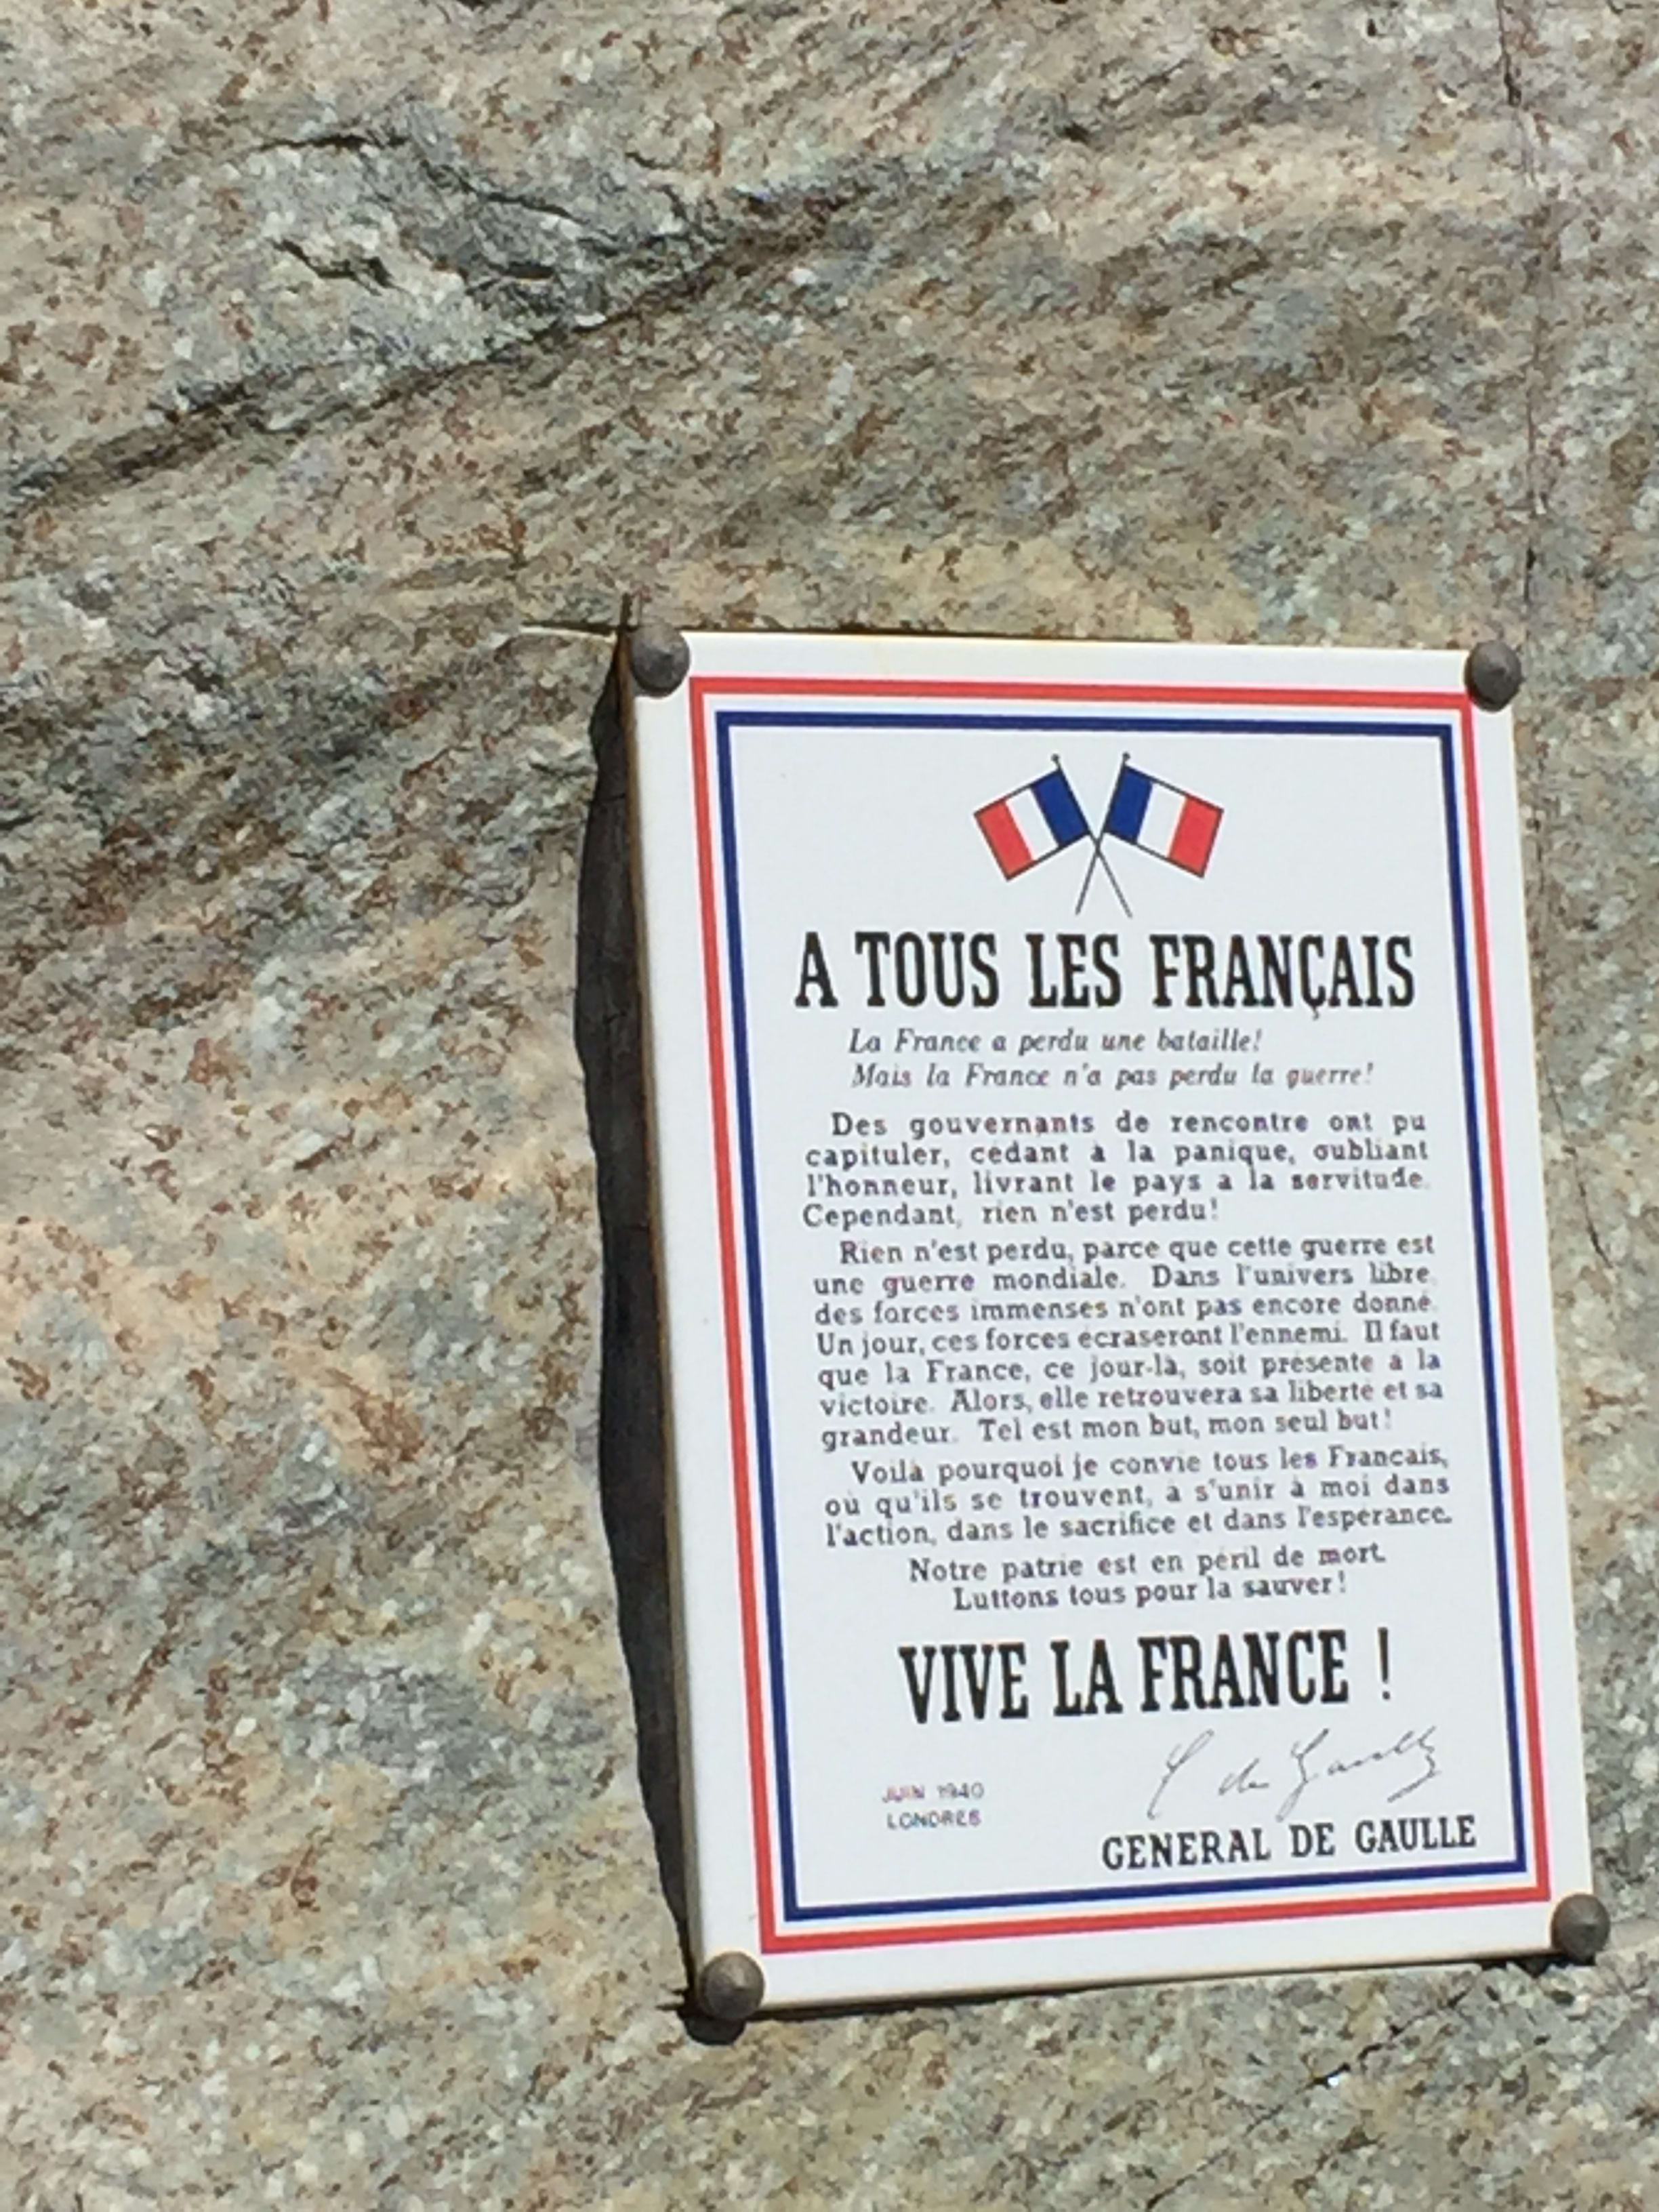 A TOUS LES FRANÇAIS
La France a perdu une bataille!
Mais la France n'a pas perdu la guerre!
Des gouvernants de rencontre ont pu
capituler, cédant à la panique, oubliant
l'honneur, livrant le pays à la servitude.
Cependant, rien n'est perdu!
Rien n'est perdu, parce que cette guerre est
une guerre mondiale. Dans l'univers libre,
des forces immenses n'ont pas encore donné.
Un jour, ces forces écraseront l'ennemi. Il faut
que la France, ce jour-là, soit présente à la
victoire. Alors, elle retrouvera sa liberté et sa
grandeur. Tel est mon but, mon seul but!
Voilà pourquoi je convie tous les Francais,
où qu'ils se trouvent, à s'unir à moi dans
l'action, dans le sacrifice et dans l'espérance.
Notre patrie est en péril de mort.
Luttons tous pour la sauver!
VIVE LA FRANCE !
C de Gaulle
JUIN 1940
LONDRES
GENERAL DE GAULLE